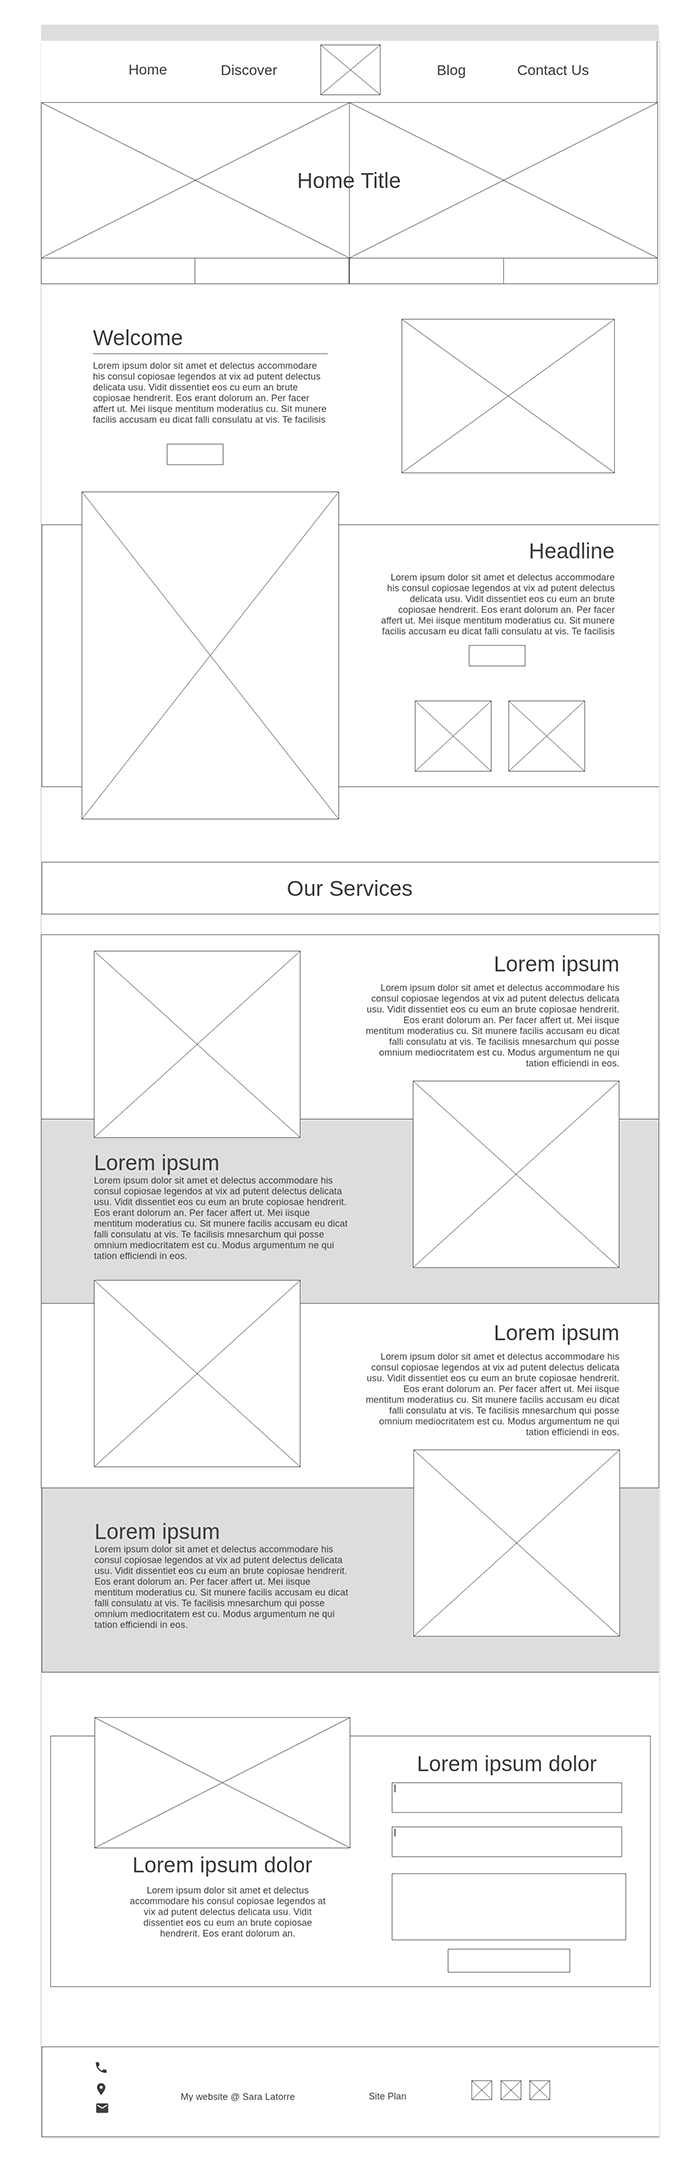 Home
Discover
Blog
Contact Us
Home Title
Welcome
Lorem ipsum dolor sit amet et delectus accommodare
his consul copiosae legendos at vix ad putent delectus
delicata usu. Vidit dissentiet eos cu eum an brute
copiosae hendrerit. Eos erant dolorum an. Per facer
affert ut. Mei iisque mentitum moderatius cu. Sit munere
facilis accusam eu dicat falli consulatu at vis. Te facilisis
Headline
Lorem ipsum dolor sit amet et delectus accommodare
his consul copiosae legendos at vix ad putent delectus
delicata usu. Vidit dissentiet eos cu eum an brute
copiosae hendrerit. Eos erant dolorum an. Per facer
affert ut. Mei iisque mentitum moderatius cu. Sit munere
facilis accusam eu dicat falli consulatu at vis. Te facilisis
Our Services
Lorem ipsum
Lorem ipsum dolor sit amet et delectus accommodare his
consul copiosae legendos at vix ad putent delectus delicata
usu. Vidit dissentiet eos cu eum an brute copiosae hendrerit.
Eos erant dolorum an. Per facer affert ut. Mei iisque
mentitum moderatius cu. Sit munere facilis accusam eu dicat
falli consulatu at vis. Te facilisis mnesarchum qui posse
omnium mediocritatem est cu. Modus argumentum ne qui
tation efficiendi in eos.
Lorem ipsum
Lorem ipsum dolor sit amet et delectus accommodare his
consul copiosae legendos at vix ad putent delectus delicata
usu. Vidit dissentiet eos cu eum an brute copiosae hendrerit.
Eos erant dolorum an. Per facer affert ut. Mei iisque
mentitum moderatius cu. Sit munere facilis accusam eu dicat
falli consulatu at vis. Te facilisis mnesarchum qui posse
omnium mediocritatem est cu. Modus argumentum ne qui
tation efficiendi in eos.
Lorem ipsum
Lorem ipsum dolor sit amet et delectus accommodare his
consul copiosae legendos at vix ad putent delectus delicata
usu. Vidit dissentiet eos cu eum an brute copiosae hendrerit.
Eos erant dolorum an. Per facer affert ut. Mei iisque
mentitum moderatius cu. Sit munere facilis accusam eu dicat
falli consulatu at vis. Te facilisis mnesarchum qui posse
omnium mediocritatem est cu. Modus argumentum ne qui
tation efficiendi in eos.
Lorem ipsum
Lorem ipsum dolor sit amet et delectus accommodare his
consul copiosae legendos at vix ad putent delectus delicata
usu. Vidit dissentiet eos cu eum an brute copiosae hendrerit.
Eos erant dolorum an. Per facer affert ut. Mei iisque
mentitum moderatius cu. Sit munere facilis accusam eu dicat
falli consulatu at vis. Te facilisis mnesarchum qui posse
omnium mediocritatem est cu. Modus argumentum ne qui
tation efficiendi in eos.
Lorem ipsum dolor
Lorem ipsum dolor sit amet et delectus
accommodare his consul copiosae legendos at
vix ad putent delectus delicata usu. Vidit
dissentiet eos cu eum an brute copiosae
hendrerit. Eos erant dolorum an.
Lorem ipsum dolor
My website @ Sara Latorre
Site Plan